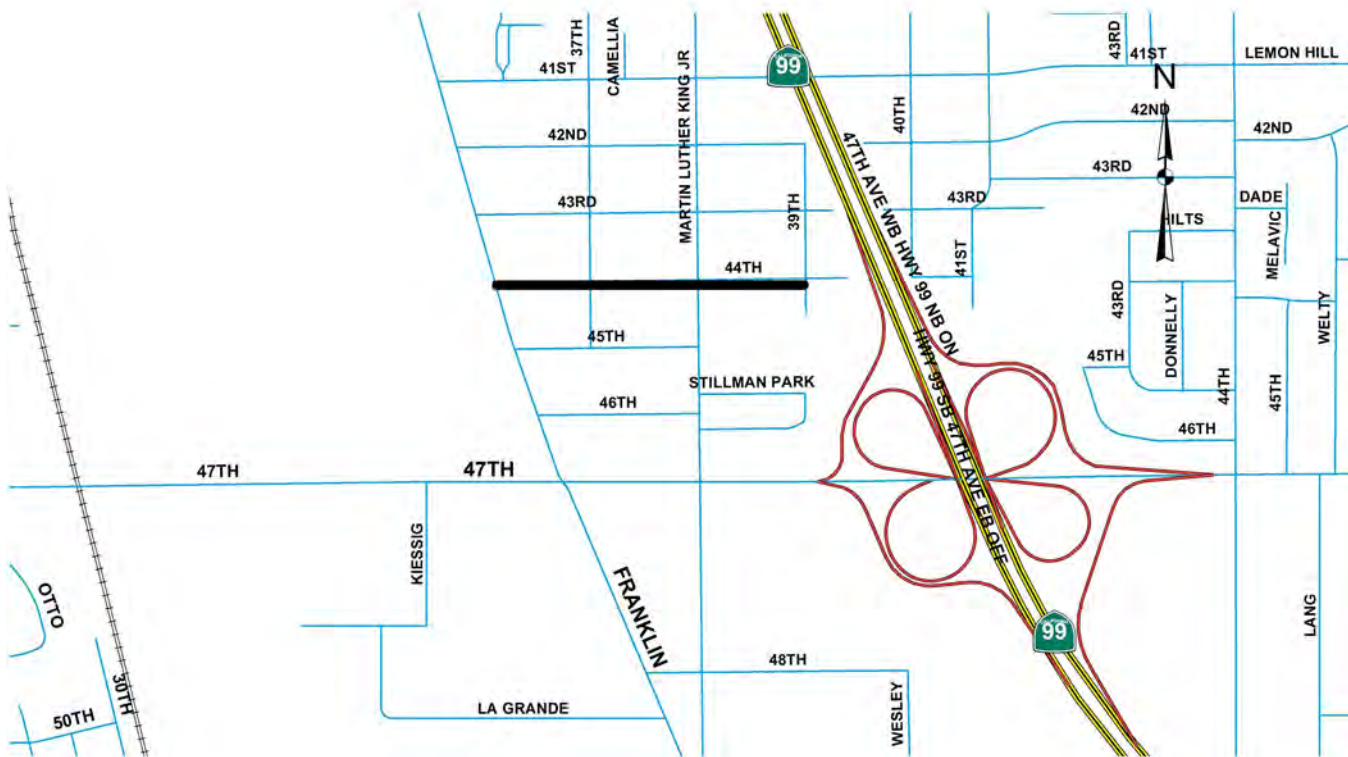 37TH
CAMELLIA
43RD
41ST
LEMON HILL
41ST
99
N
MARTIN LUTHER KING JR
40TH
42ND
42ND
42ND
47TH AVE WB HWY 99 NB ON
43RD
DADE
43RD
39TH
43RD
HILTS
MELAVIC
41ST
44TH
43RD
DONNELLY
WELTY
45TH
45TH
HWY 99 SB 47TH AVE EB OFF
STILLMAN PARK
44TH
45TH
46TH
46TH
47TH
47TH
KIESSIG
OTTO
FRANKLIN
LANG
99
48TH
30TH
WESLEY
50TH
LA GRANDE